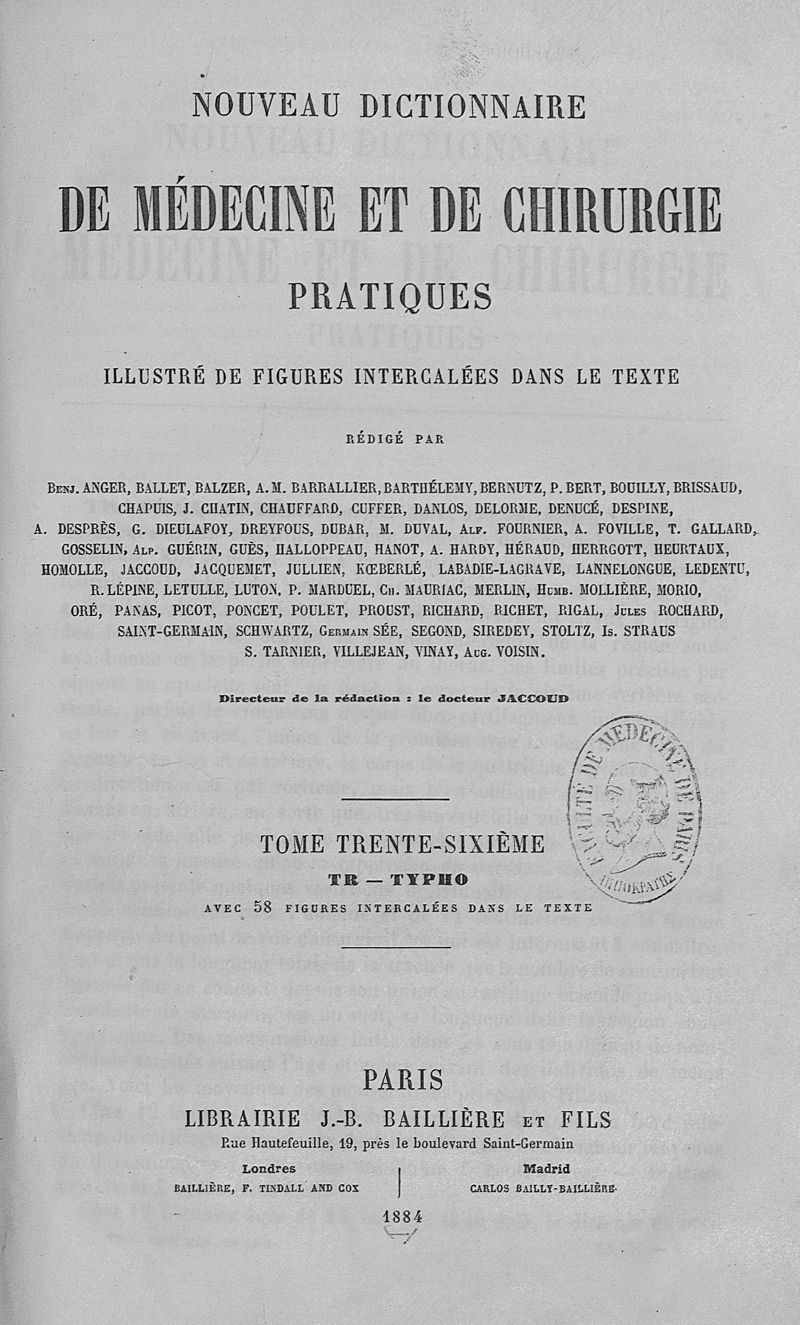 NOUVEAU DICTIONNAIRE
DE MÉDECINE ET DE CHIRURGIE
PRATIQUES
ILLUSTRÉ DE FIGURES INTERCALÉES DANS LE TEXTE
RÉDIGÉ PAR
BENJ. ANGER, BALLET, BALZER, A. M. BARRALLIER, BARTHÉLEMY, BERNUTZ, P. BERT, BOUILLY, BRISSAUD,
CHAPUIS, J. CHATIN, CHAUFFARD, CUFFER, DANLOS, DELORME, DENUCÉ, DESPINE,
A. DESPRÈS, G. DIEULAFOY, DREYFOUS, DUBAR, M. DUVAL, ALF. FOURNIER, A. FOVILLE, T. GALLARD,
GOSSELIN, ALP. GUÉRIN, GUÈS, HALLOPEAU, HANOT, A. HARDY, HÉRAUD, HERRGOTT, HEURTAUX,
HOMOLLE, JACCOUD, JACQUEMET, JULLIEN, KŒBERLÉ, LABADIE-LAGRAVE, LANNELONGUE, LEDENTU,
R. LÉPINE, LETULLE, LUTON, P. MARDUEL, CH. MAURIAC, MERLIN, HUMB. MOLLIÈRE, MORIO,
ORÉ, PANAS, PICOT, PONCET, POULET, PROUST, RICHARD, RICHET, RIGAL, JULES ROCHARD,
SAINT-GERMAIN, SCHWARTZ, GERMAIN SÉE, SEGOND, SIREDEY, STOLTZ, IS. STRAUS
S. TARNIER, VILLEJEAN, VINAY, AUG. VOISIN.
Directeur de la rédaction : le docteur JACCOUD
FACULTÉ DE MEDECINE DE PARIS
TOME TRENTE-SIXIÈME
TR — TYPHO
AVEC 58 FIGURES INTERCALÉES DANS LE TEXTE
PARIS
LIBRAIRIE J.-B. BAILLIÈRE ET FILS
Rue Hautefeuille, 19, près le boulevard Saint-Germain
Londres
BAILLIÈRE, F. TINDALL AND COX
Madrid
CARLOS BAILLY-BAILLIÈRE
1884